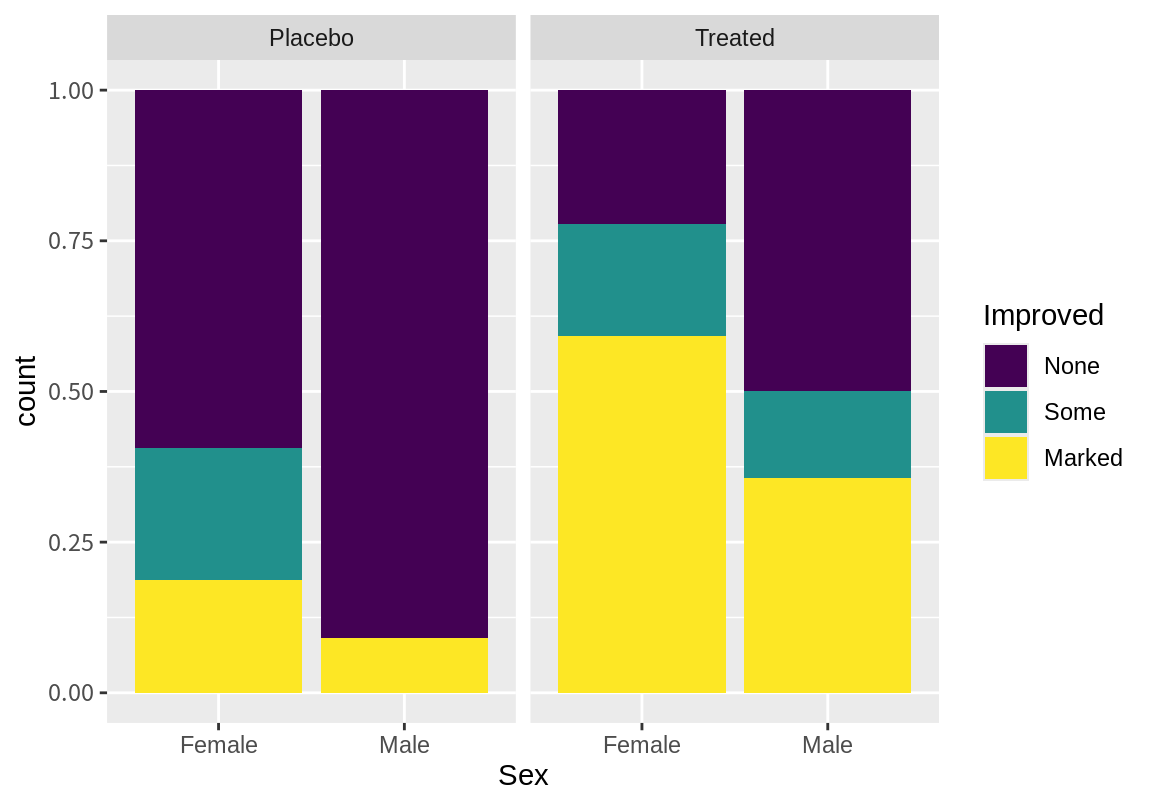 Placebo
Treated
1.00
0.75
0.50
0.25
0.00
count
Female
Male
Female
Male
Sex
Improved
None
Some
Marked